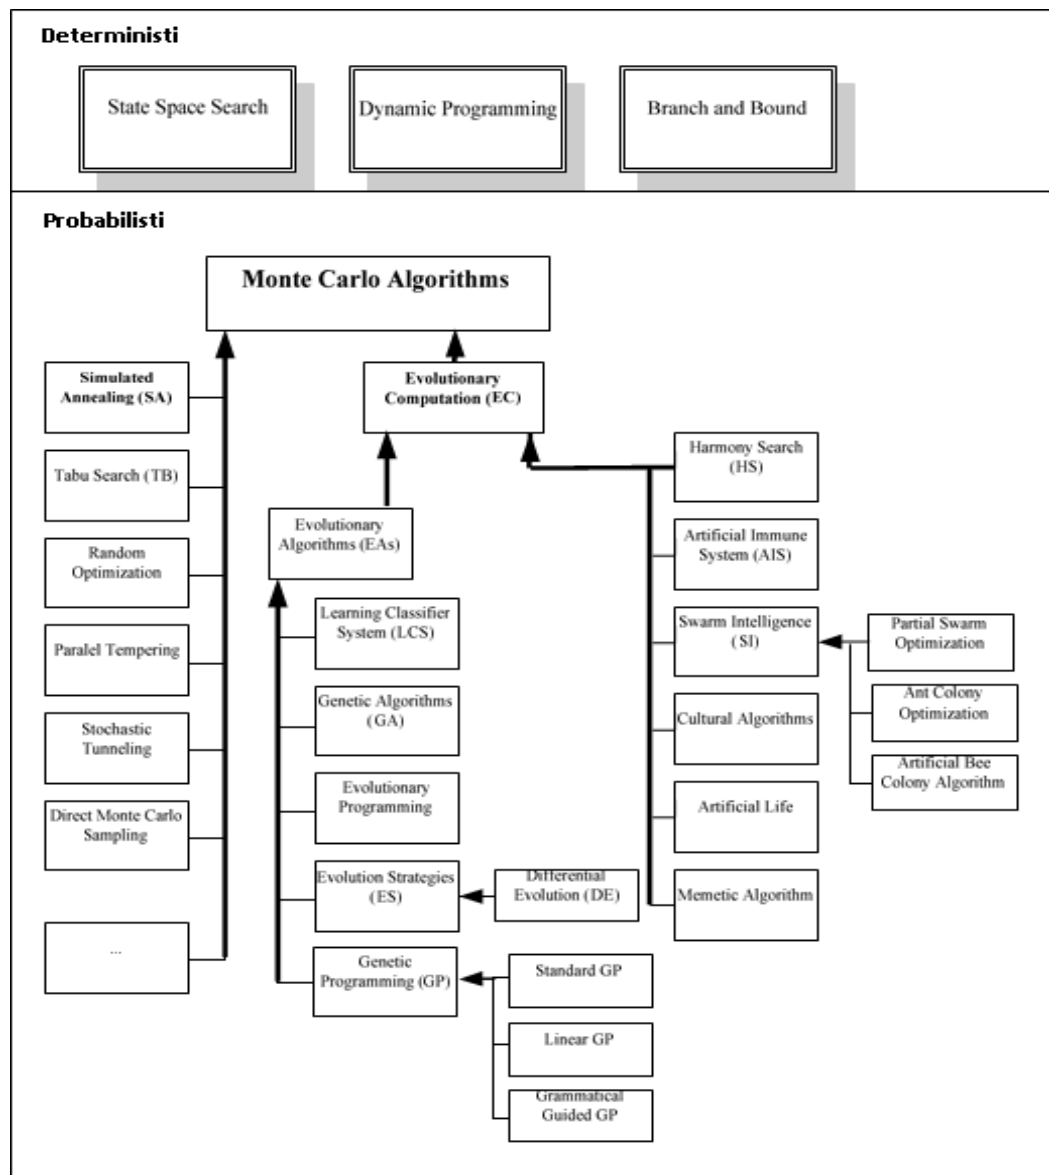 Deterministi
State Space Search
Dynamic Programming
Branch and Bound
Probabilisti
Monte Carlo Algorithms
Simulated
Annealing (SA)
Tabu Search (TB)
Random
Optimization
Paralel Tempering
Stochastic
Tunneling
Direct Monte Carlo
Sampling
...
Evolutionary
Computation (EC)
Evolutionary
Algorithms (EAs)
Learning Classifier
System (LCS)
Genetic Algorithms
(GA)
Evolutionary
Programming
Evolution Strategies
(ES)
Differential
Evolution (DE)
Genetic
Programming (GP)
Standard GP
Linear GP
Grammatical
Guided GP
Harmony Search
(HS)
Artificial Immune
System (AIS)
Swarm Intelligence
(SI)
Partial Swarm
Optimization
Ant Colony
Optimization
Artificial Bee
Colony Algorithm
Cultural Algorithms
Artificial Life
Memetic Algorithm